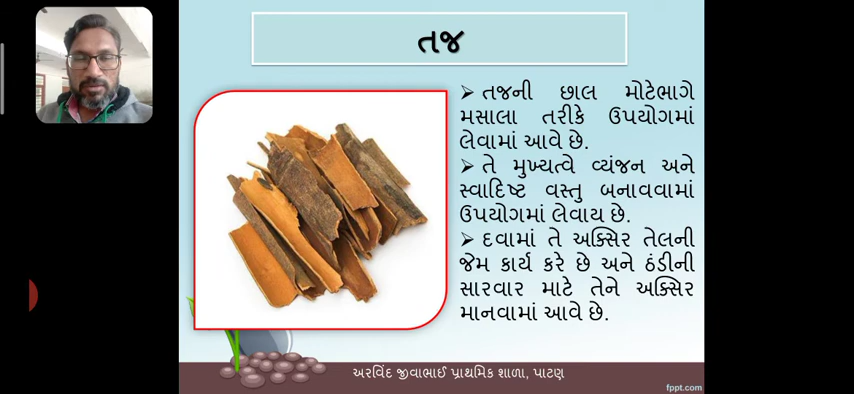 તજ
➢ તજની છાલ મોટેભાગે
મસાલા તરીકે ઉપયોગમાં
લેવામાં આવે છે.
➢ તે મુખ્યત્વે વ્યંજન અને
સ્વાદિષ્ટ વસ્તુ બનાવવામાં
ઉપયોગમાં લેવાય છે.
➢ દવામાં તે અક્સિર તેલની
જેમ કાર્ય કરે છે અને ઠંડીની
સારવાર માટે તેને અક્સિર
માનવામાં આવે છે.
અરવિંદ જીવાભાઈ પ્રાથમિક શાળા, પાટણ
fppt.com